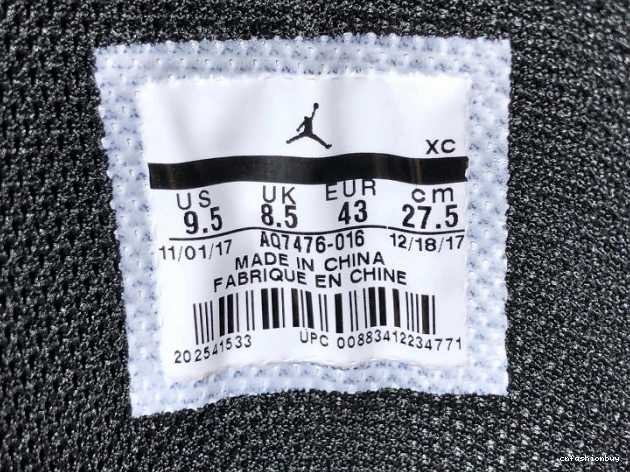 XC
US UK EUR cm
9.5 8.5 43 27.5
11/01/17 AQ7476-016 12/18/17
MADE IN CHINA
FABRIQUE EN CHINE
202541533 UPC 00883412234771
cnfashionbuy